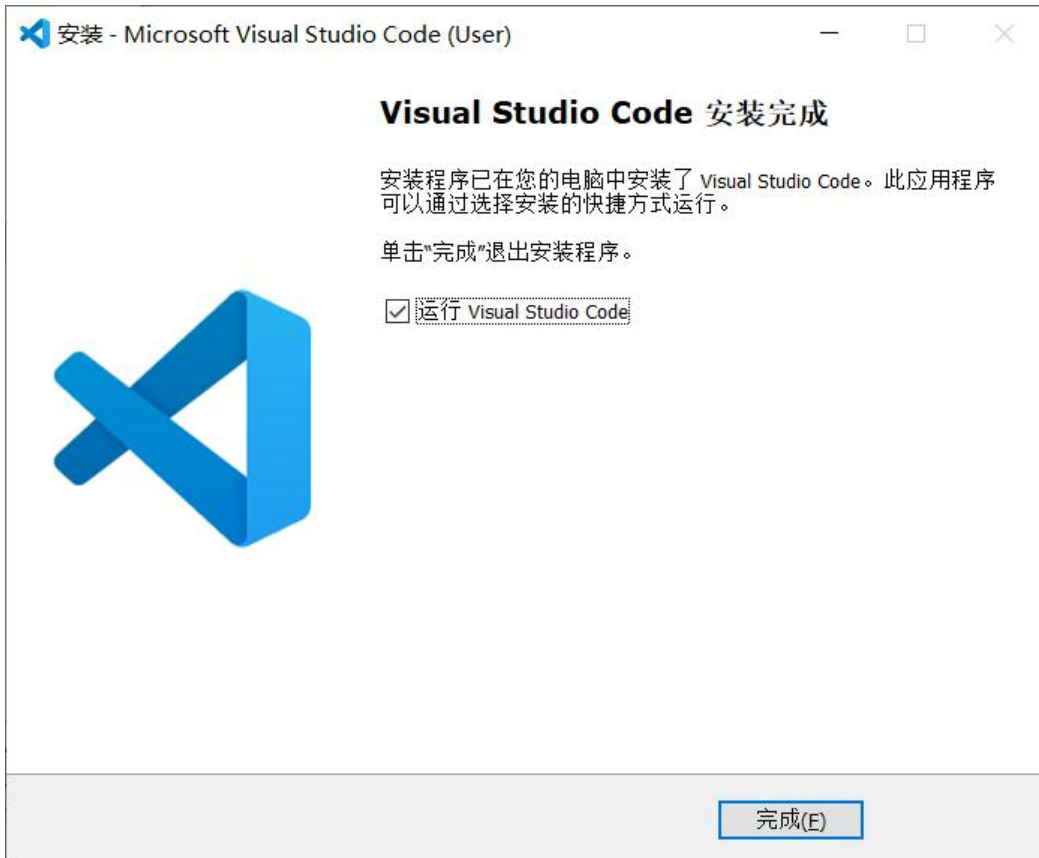 安装 - Microsoft Visual Studio Code (User)
Visual Studio Code 安装完成
安装程序已在您的电脑中安装了 Visual Studio Code。此应用程序
可以通过选择安装的快捷方式运行。
单击“完成”退出安装程序。
运行 Visual Studio Code
完成(F)